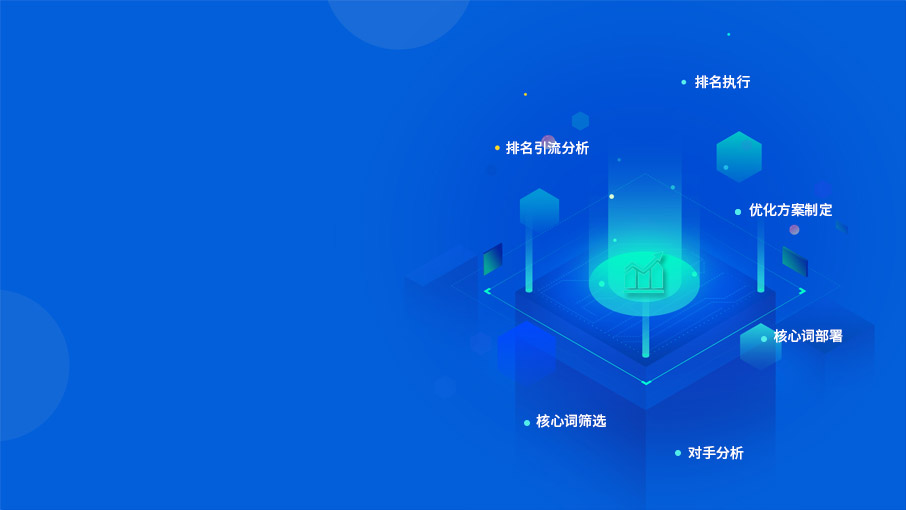 排名执行
排名引流分析
优化方案制定
核心词部署
核心词筛选
对手分析